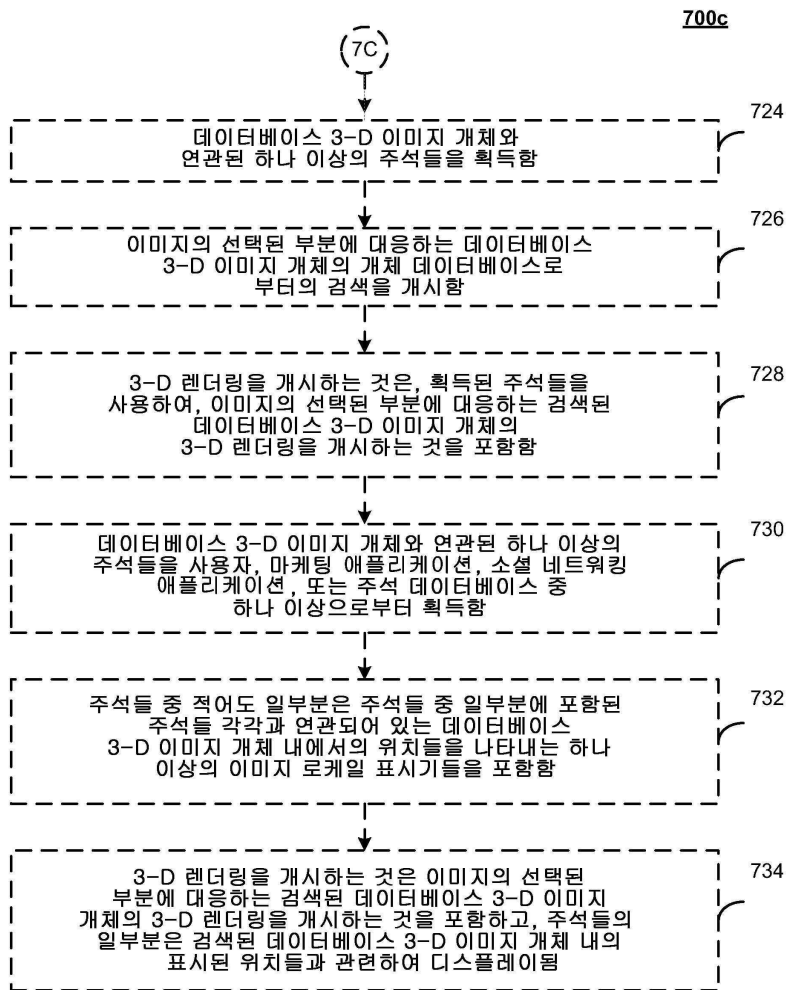 700c
7C
724
데이터베이스 3-D 이미지 개체와
연관된 하나 이상의 주석들을 획득함
726
이미지의 선택된 부분에 대응하는 데이터베이스
3-D 이미지 개체의 개체 데이터베이스로
부터의 검색을 개시함
728
3-D 렌더링을 개시하는 것은, 획득된 주석들을
사용하여, 이미지의 선택된 부분에 대응하는 검색된
데이터베이스 3-D 이미지 개체의
3-D 렌더링을 개시하는 것을 포함함
730
데이터베이스 3-D 이미지 개체와 연관된 하나 이상의
주석들을 사용자, 마케팅 애플리케이션, 소셜 네트워킹
애플리케이션, 또는 주석 데이터베이스 중
하나 이상으로부터 획득함
732
주석들 중 적어도 일부분은 주석들 중 일부분에 포함된
주석들 각각과 연관되어 있는 데이터베이스
3-D 이미지 개체 내에서의 위치들을 나타내는 하나
이상의 이미지 로케일 표시기들을 포함함
734
3-D 렌더링을 개시하는 것은 이미지의 선택된
부분에 대응하는 검색된 데이터베이스 3-D 이미지
개체의 3-D 렌더링을 개시하는 것을 포함하고, 주석들의
일부분은 검색된 데이터베이스 3-D 이미지 개체 내의
표시된 위치들과 관련하여 디스플레이됨